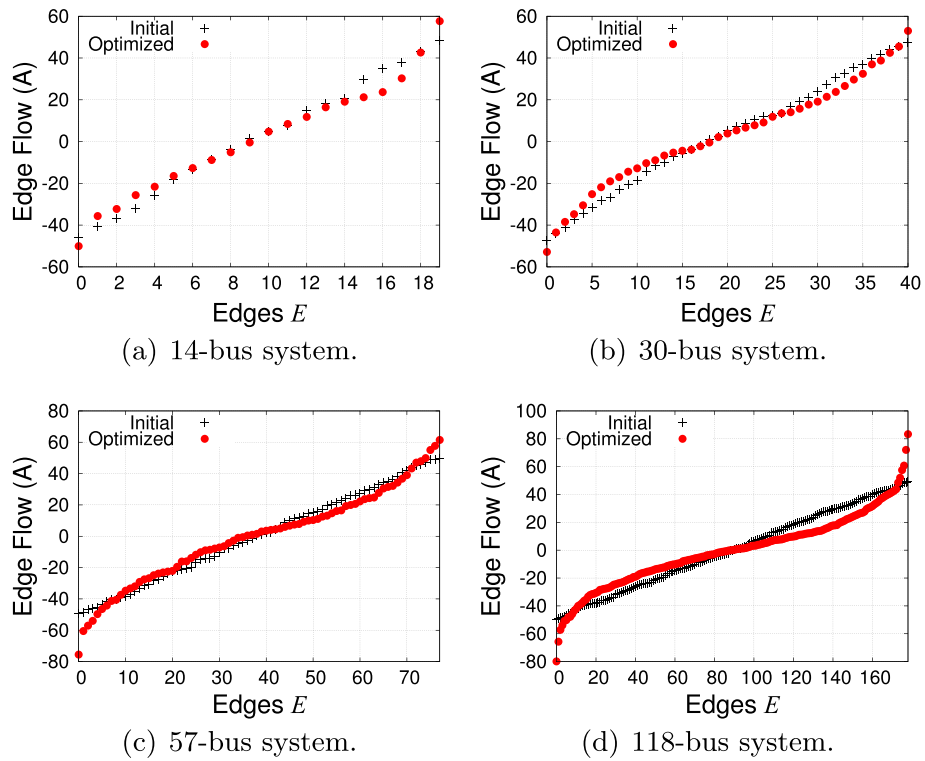 60
40
20
0
-20
-40
-60
Edge Flow (A)
Initial
Optimized
0 2 4 6 8 10 12 14 16 18
Edges E
(a) 14-bus system.
60
40
20
0
-20
-40
-60
Edge Flow (A)
Initial
Optimized
0 5 10 15 20 25 30 35 40
Edges E
(b) 30-bus system.
80
60
40
20
0
-20
-40
-60
-80
Edge Flow (A)
Initial
Optimized
0 10 20 30 40 50 60 70
Edges E
(c) 57-bus system.
100
80
60
40
20
0
-20
-40
-60
-80
Edge Flow (A)
Initial
Optimized
0 20 40 60 80 100 120 140 160
Edges E
(d) 118-bus system.